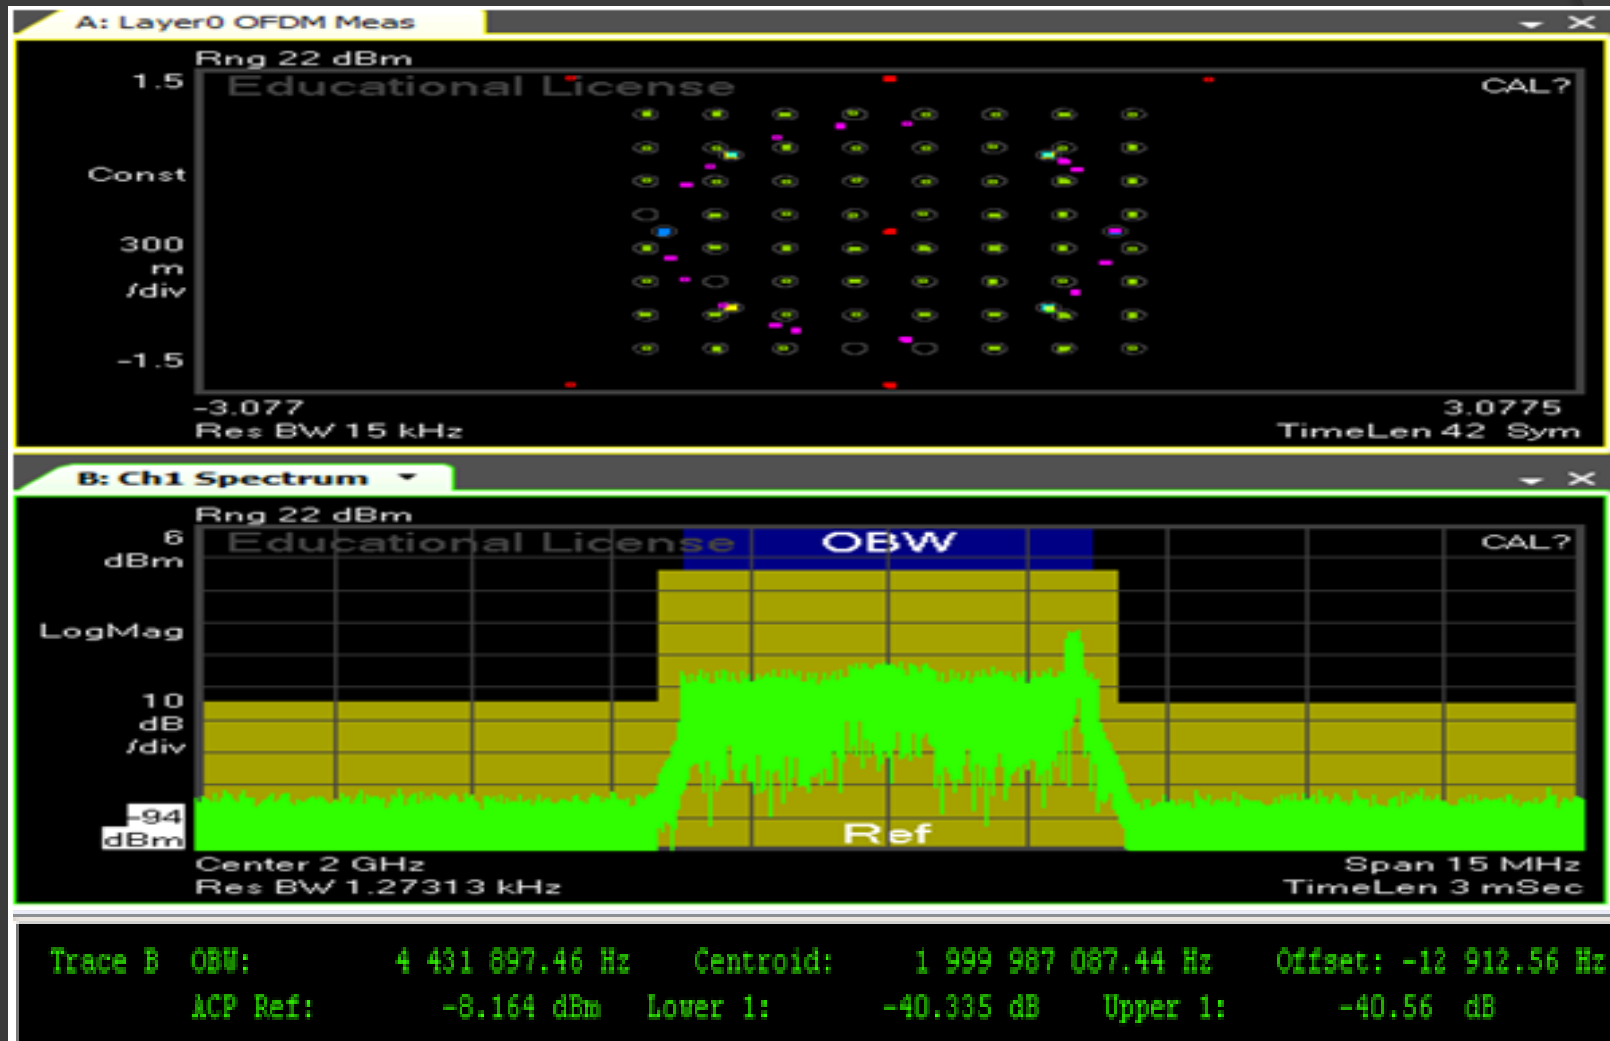 A: Layer0 OFDM Meas
Rng 22 dBm
1.5
Educational License
CAL?
Const
300
m
/div
-1.5
-3.077
3.0775
Res BW 15 kHz
TimeLen 42 Sym
B: Ch1 Spectrum
Rng 22 dBm
6
dBm
Educational License
OBW
CAL?
LogMag
10
dB
/div
-94
dBm
Ref
Center 2 GHz
Span 15 MHz
Res BW 1.27313 kHz
TimeLen 3 mSec
Trace B OBW: 4 431 897.46 Hz Centroid: 1 999 987 087.44 Hz Offset: -12 912.56 Hz
ACP Ref: -8.164 dBm Lower 1: -40.335 dB Upper 1: -40.56 dB